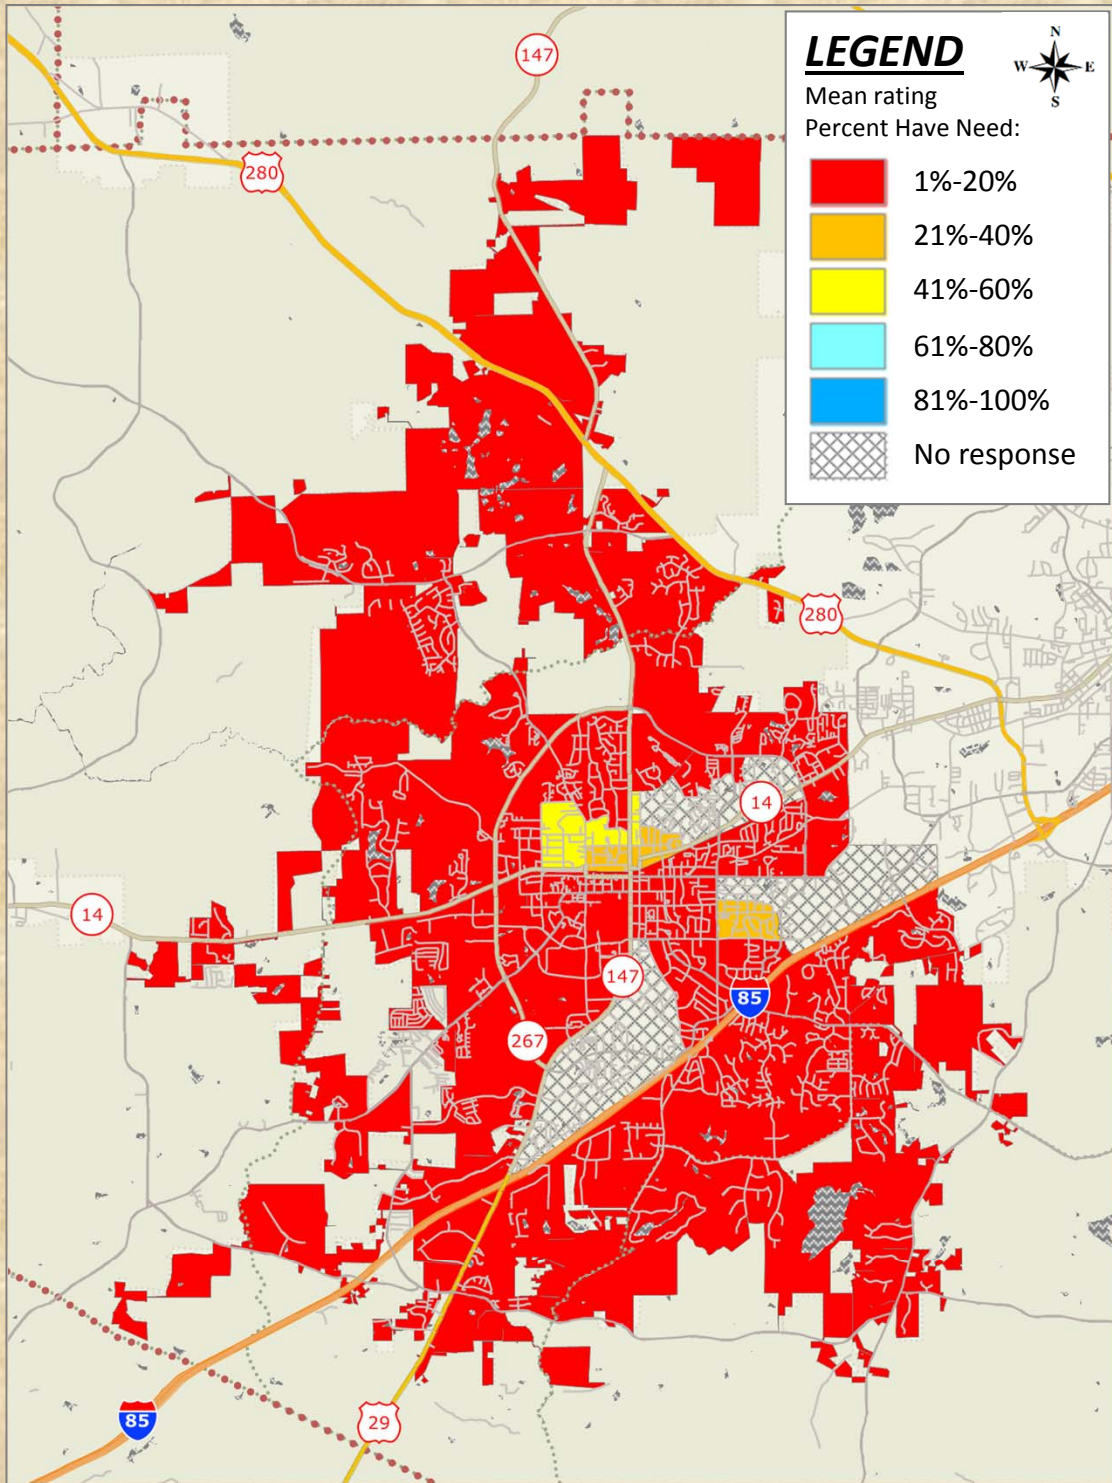 LEGEND
N
W
E
S
Mean rating
Percent Have Need:
1%-20%
21%-40%
41%-60%
61%-80%
81%-100%
No response
147
280
280
14
14
147
85
267
85
29